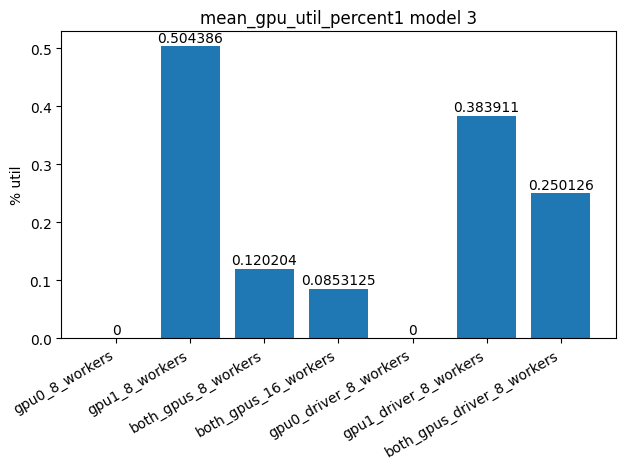 mean_gpu_util_percent1 model 3
% util
0.5
0.4
0.3
0.2
0.1
0.0
0
0.504386
0.120204
0.0853125
0
0.383911
0.250126
gpu0_8_workers
gpu1_8_workers
both_gpus_8_workers
both_gpus_16_workers
gpu0_driver_8_workers
gpu1_driver_8_workers
both_gpus_driver_8_workers